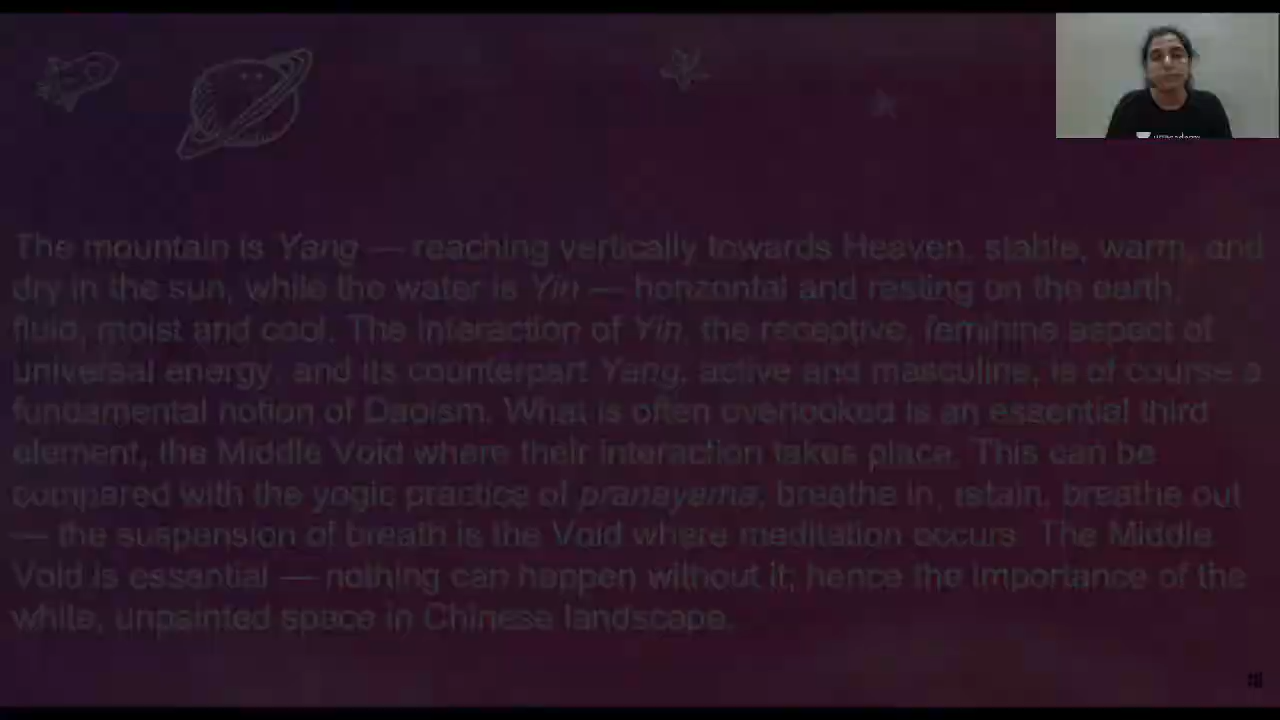 unacademy
The mountain is Yang — reaching vertically towards Heaven, stable, warm, and
dry in the sun, while the water is Yin — horizontal and resting on the earth,
fluid, moist and cool. The interaction of Yin, the receptive, feminine aspect of
universal energy, and its counterpart Yang, active and masculine, is of course a
fundamental notion of Daoism. What is often overlooked is an essential third
element, the Middle Void where their interaction takes place. This can be
compared with the yogic practice of pranayama; breathe in, retain, breathe out
— the suspension of breath is the Void where meditation occurs. The Middle
Void is essential — nothing can happen without it; hence the importance of the
white, unpainted space in Chinese landscape.